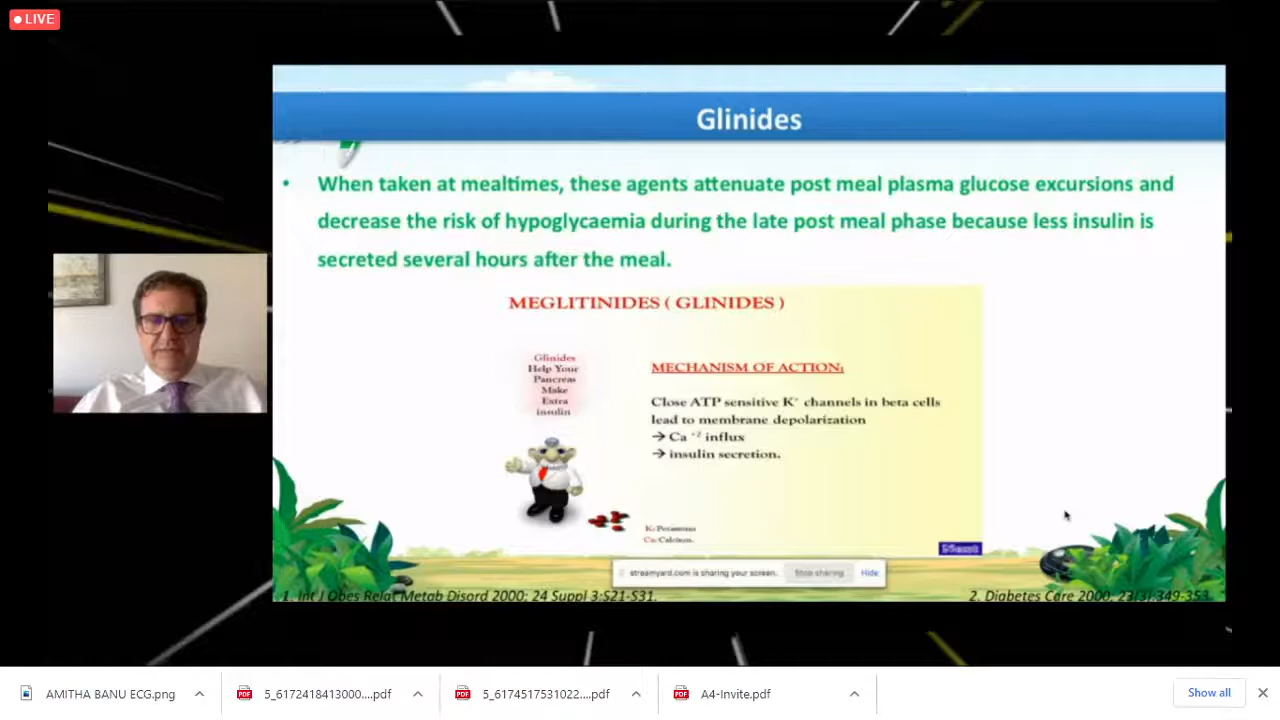 LIVE
Glinides
• When taken at mealtimes, these agents attenuate post meal plasma glucose excursions and
decrease the risk of hypoglycaemia during the late post meal phase because less insulin is
secreted several hours after the meal.
MEGLITINIDES ( GLINIDES )
Glinides
Help Your
Pancreas
Make
Extra
insulin
MECHANISM OF ACTION:
Close ATP sensitive K⁺ channels in beta cells
lead to membrane depolarization
→ Ca ⁺² influx
→ insulin secretion.
K: Potassium
Ca: Calcium.
streamyard.com is sharing your screen. Stop sharing Hide
1. Int J Obes Relat Metab Disord 2000; 24 Suppl 3:S21-S31.
2. Diabetes Care 2000, 23(3):349-353.
AMITHA BANU ECG.png
PDF 5_6172418413000....pdf
PDF 5_6174517531022....pdf
PDF A4-Invite.pdf
Show all